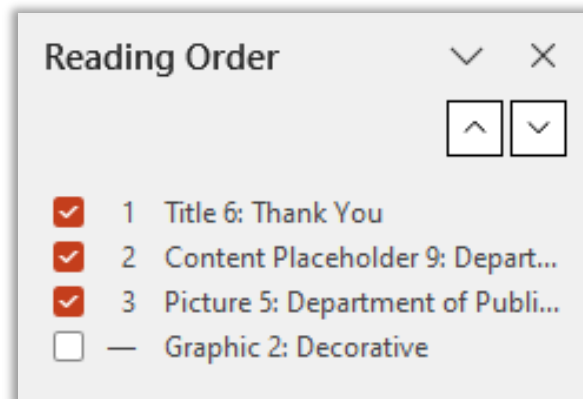 Reading Order
1 Title 6: Thank You
2 Content Placeholder 9: Depart...
3 Picture 5: Department of Publi...
— Graphic 2: Decorative